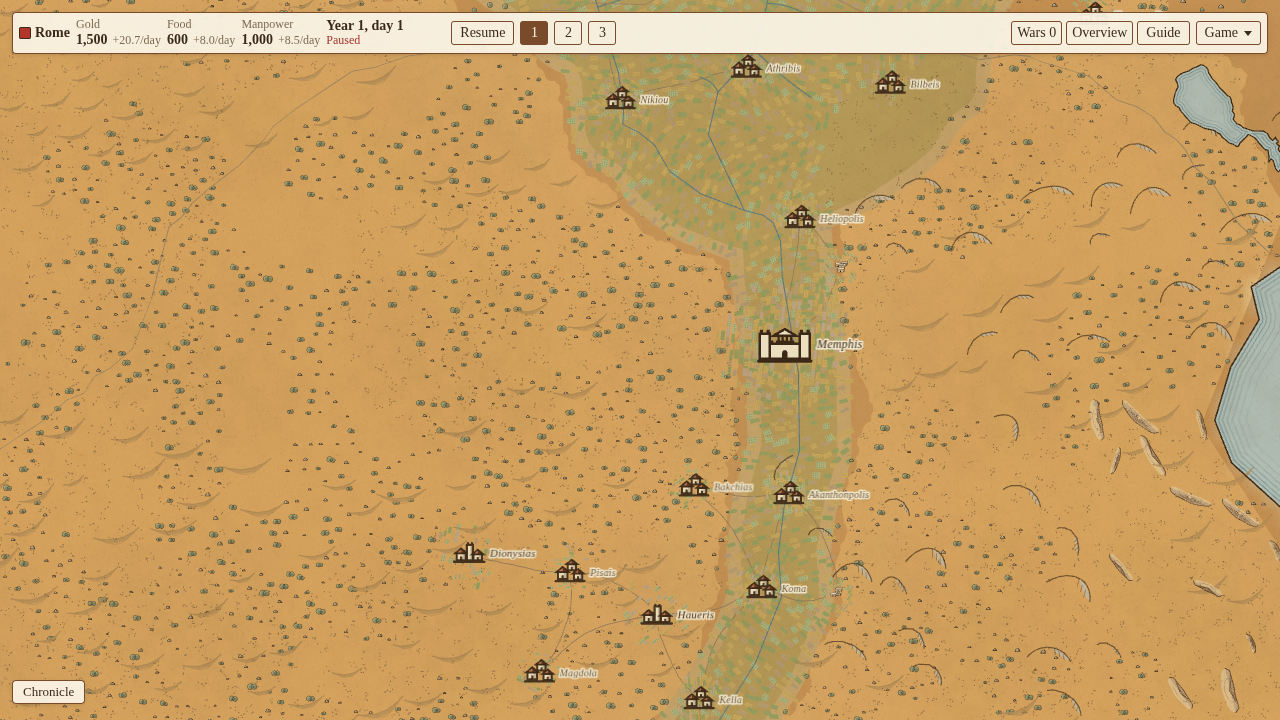 Rome
Gold
1,500 +20.7/day
Food
600 +8.0/day
Manpower
1,000 +8.5/day
Year 1, day 1
Paused
Resume
1
2
3
Wars 0
Overview
Guide
Game
Athribis
Bilbeis
Nikiou
Heliopolis
Memphis
Bakchias
Akanthonpolis
Dionysias
Pisais
Koma
Haueris
Magdola
Kella
Chronicle